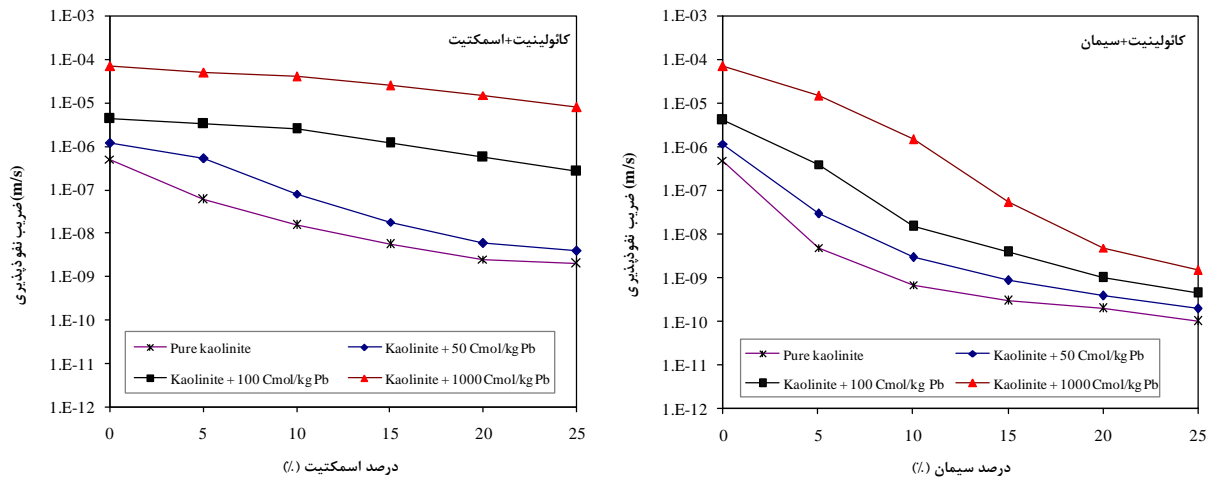 کائولینیت+اسمکتیت
ضریب نفوذپذیری(m/s)
1.E-03
1.E-04
1.E-05
1.E-06
1.E-07
1.E-08
1.E-09
1.E-10
1.E-11
1.E-12
Pure kaolinite
Kaolinite + 50 Cmol/kg Pb
Kaolinite + 100 Cmol/kg Pb
Kaolinite + 1000 Cmol/kg Pb
0 5 10 15 20 25
درصد اسمکتیت (٪)
کائولینیت+سیمان
ضریب نفوذپذیری (m/s)
1.E-03
1.E-04
1.E-05
1.E-06
1.E-07
1.E-08
1.E-09
1.E-10
1.E-11
1.E-12
Pure kaolinite
Kaolinite + 50 Cmol/kg Pb
Kaolinite + 100 Cmol/kg Pb
Kaolinite + 1000 Cmol/kg Pb
0 5 10 15 20 25
درصد سیمان (٪)